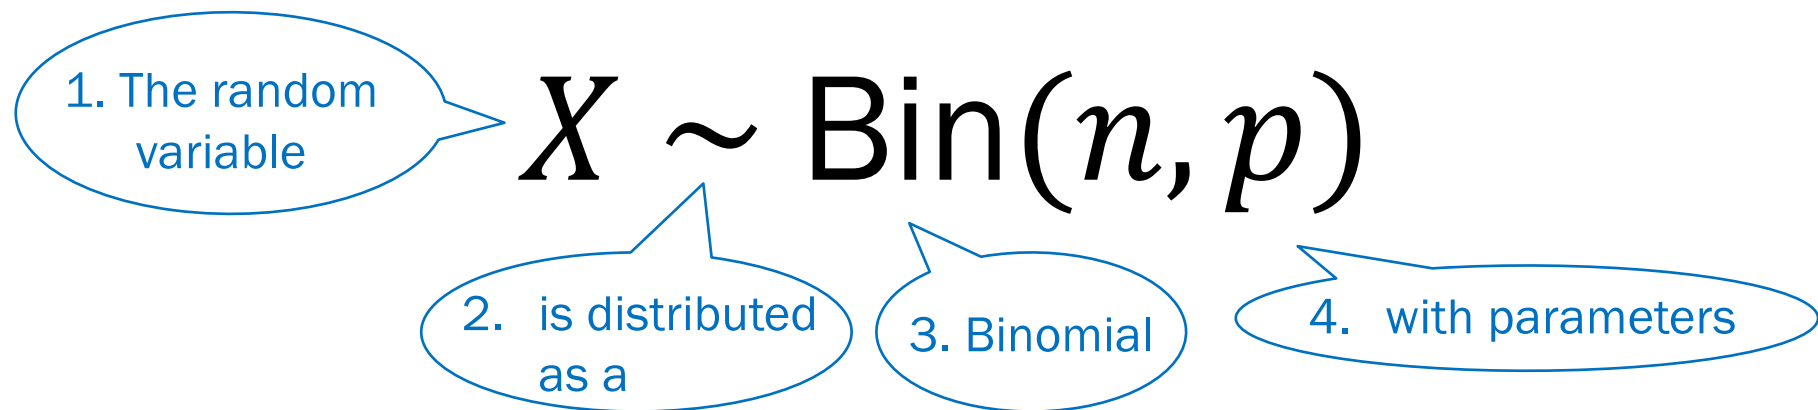 1. The random
variable
X ~ Bin(n, p)
2. is distributed
as a
3. Binomial
4. with parameters